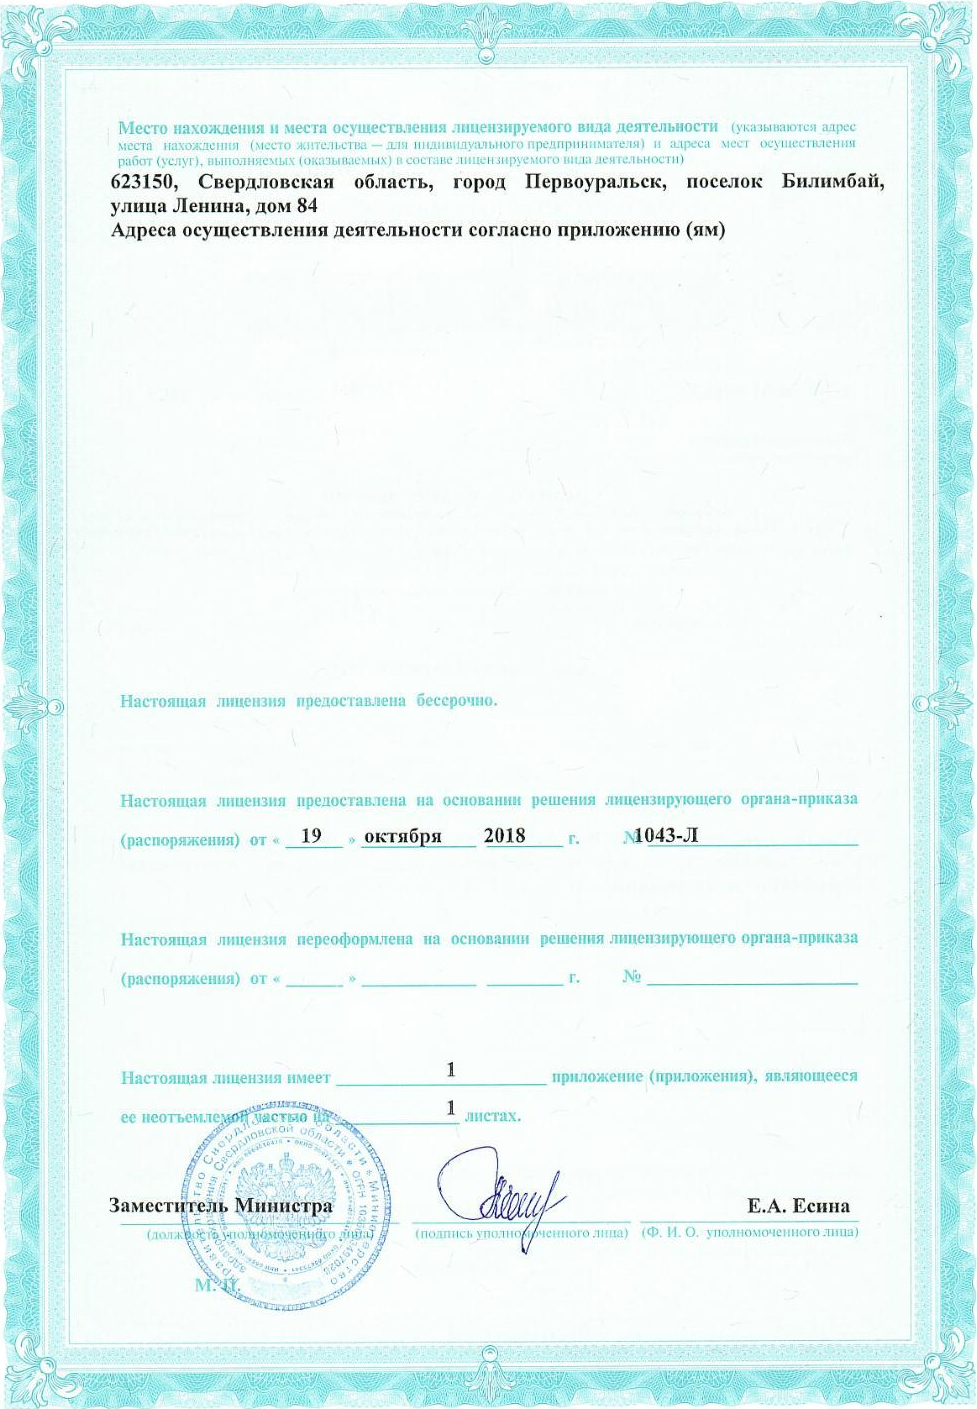 Место нахождения и места осуществления лицензируемого вида деятельности (указываются адрес
места нахождения (место жительства — для индивидуального предпринимателя) и адреса мест осуществления
работ (услуг), выполняемых (оказываемых) в составе лицензируемого вида деятельности)
623150, Свердловская область, город Первоуральск, поселок Билимбай,
улица Ленина, дом 84
Адреса осуществления деятельности согласно приложению (ям)
Настоящая лицензия предоставлена бессрочно.
Настоящая лицензия предоставлена на основании решения лицензирующего органа-приказа
(распоряжения) от « 19 » октября 2018 г. № 1043-Л
Настоящая лицензия переоформлена на основании решения лицензирующего органа-приказа
(распоряжения) от « ______ » ____________ ________ г. № ______________________
Настоящая лицензия имеет 1 приложение (приложения), являющееся
ее неотъемлемой частью на 1 листах.
Заместитель Министра Е.А. Есина
(должность уполномоченного лица) (подпись уполномоченного лица) (Ф. И. О. уполномоченного лица)
М. П.